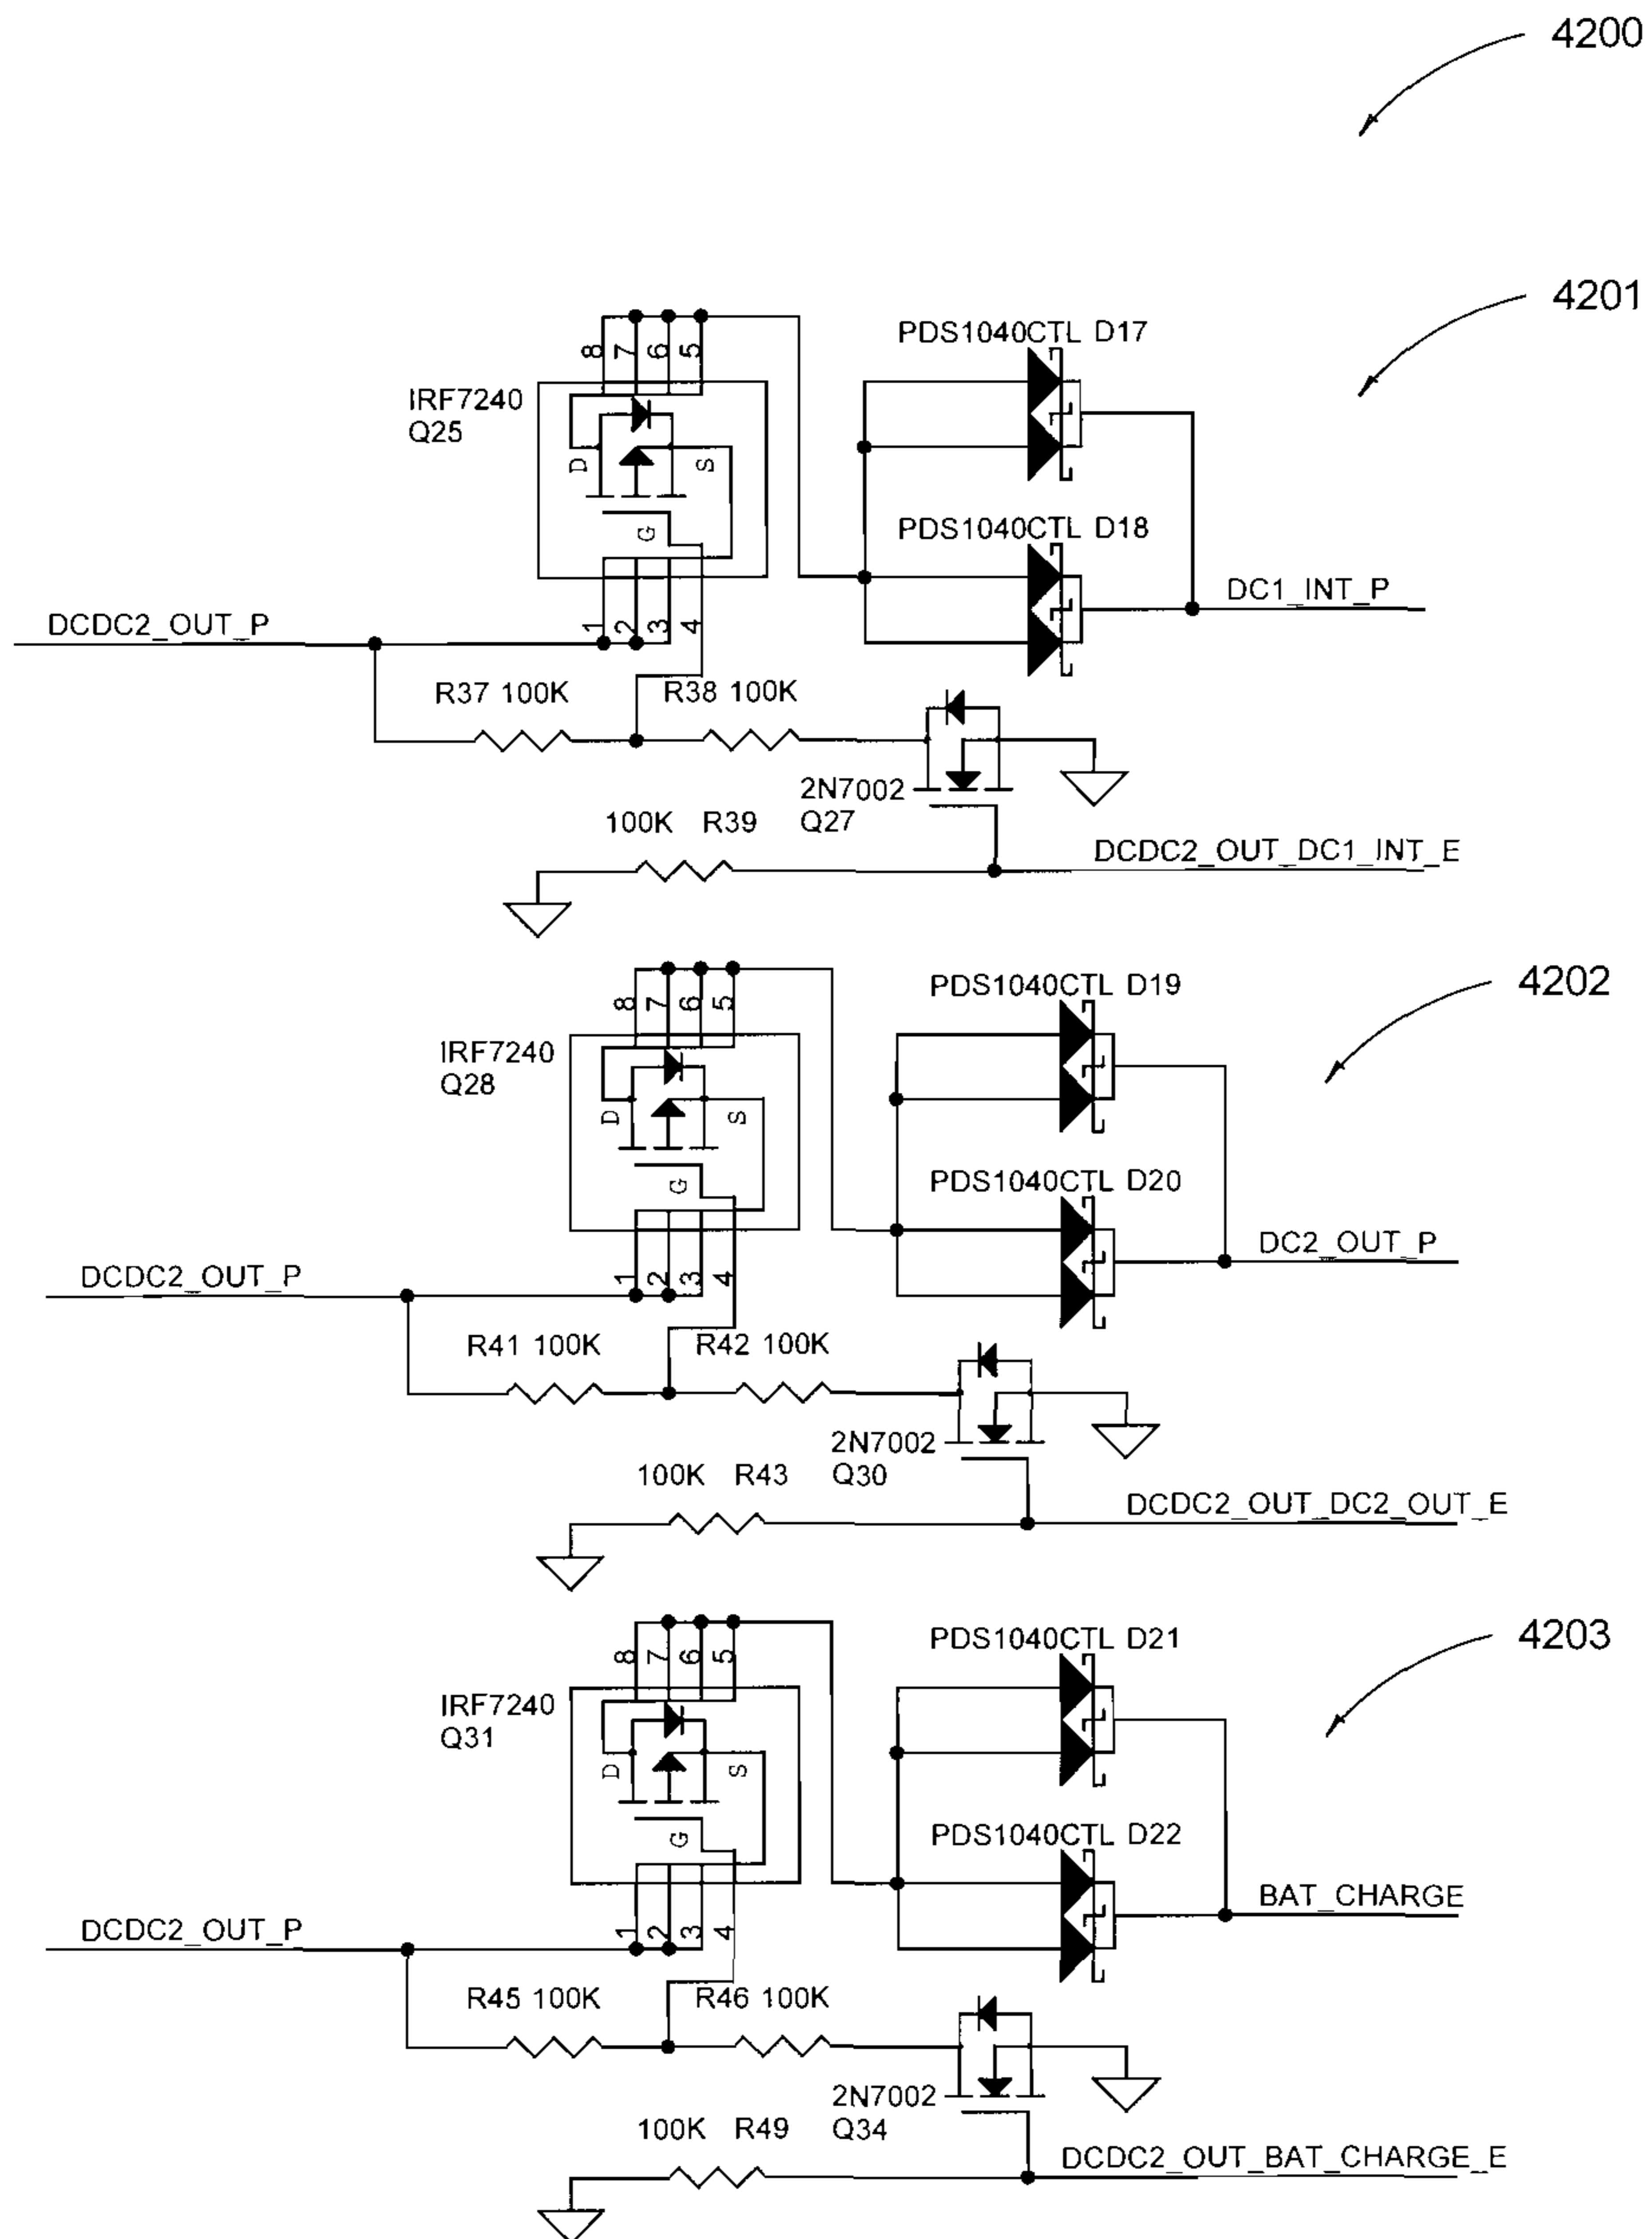 4200
4201
PDS1040CTL D17
8 7 6 5
IRF7240
Q25
D S
G
PDS1040CTL D18
DC1_INT_P
DCDC2_OUT_P
1 2 3 4
R37 100K
R38 100K
2N7002
Q27
100K R39
DCDC2_OUT_DC1_INT_E
4202
PDS1040CTL D19
8 7 6 5
IRF7240
Q28
D S
G
PDS1040CTL D20
DC2_OUT_P
DCDC2_OUT_P
1 2 3 4
R41 100K
R42 100K
2N7002
Q30
100K R43
DCDC2_OUT_DC2_OUT_E
4203
PDS1040CTL D21
8 7 6 5
IRF7240
Q31
D S
G
PDS1040CTL D22
BAT_CHARGE
DCDC2_OUT_P
1 2 3 4
R45 100K
R46 100K
2N7002
Q34
100K R49
DCDC2_OUT_BAT_CHARGE_E